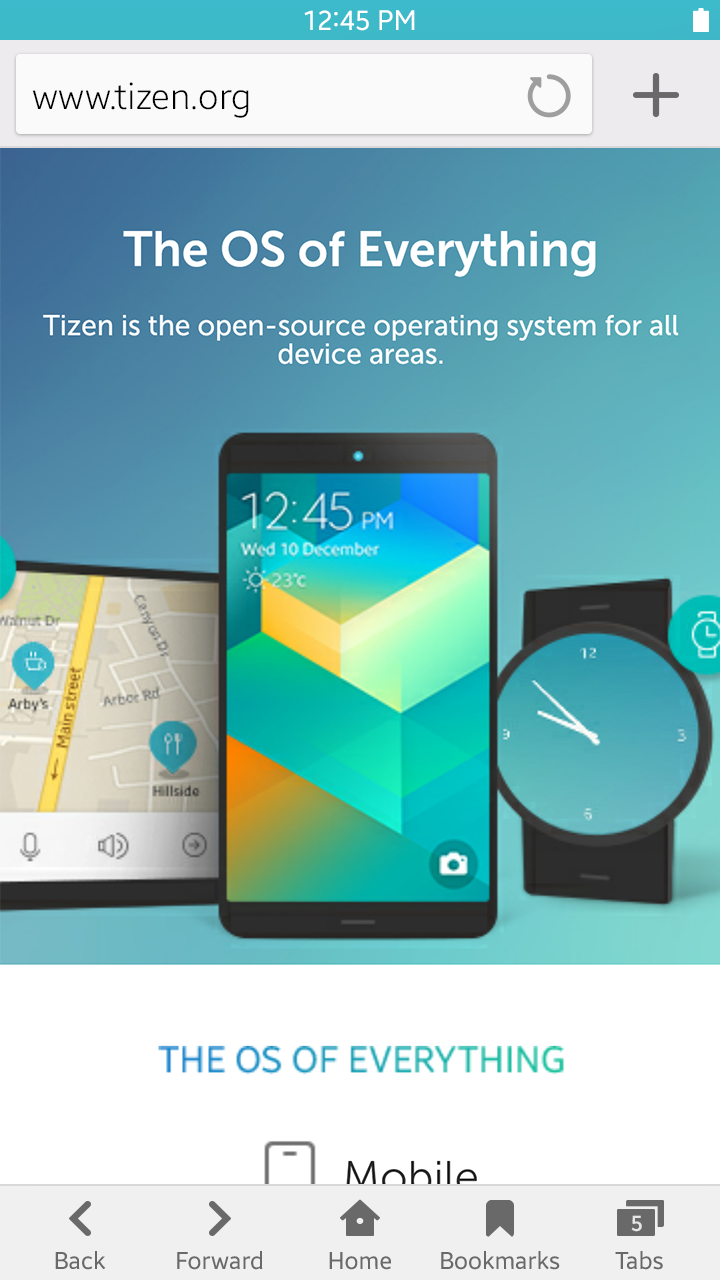 12:45 PM
www.tizen.org
The OS of Everything
Tizen is the open-source operating system for all
device areas.
12:45 PM
Wed 10 December
23°c
Walnut Dr
Canyon Dr
Arby's
Main street
Arbor Rd
Hillside
12
9
3
6
THE OS OF EVERYTHING
Mobile
5
Back
Forward
Home
Bookmarks
Tabs